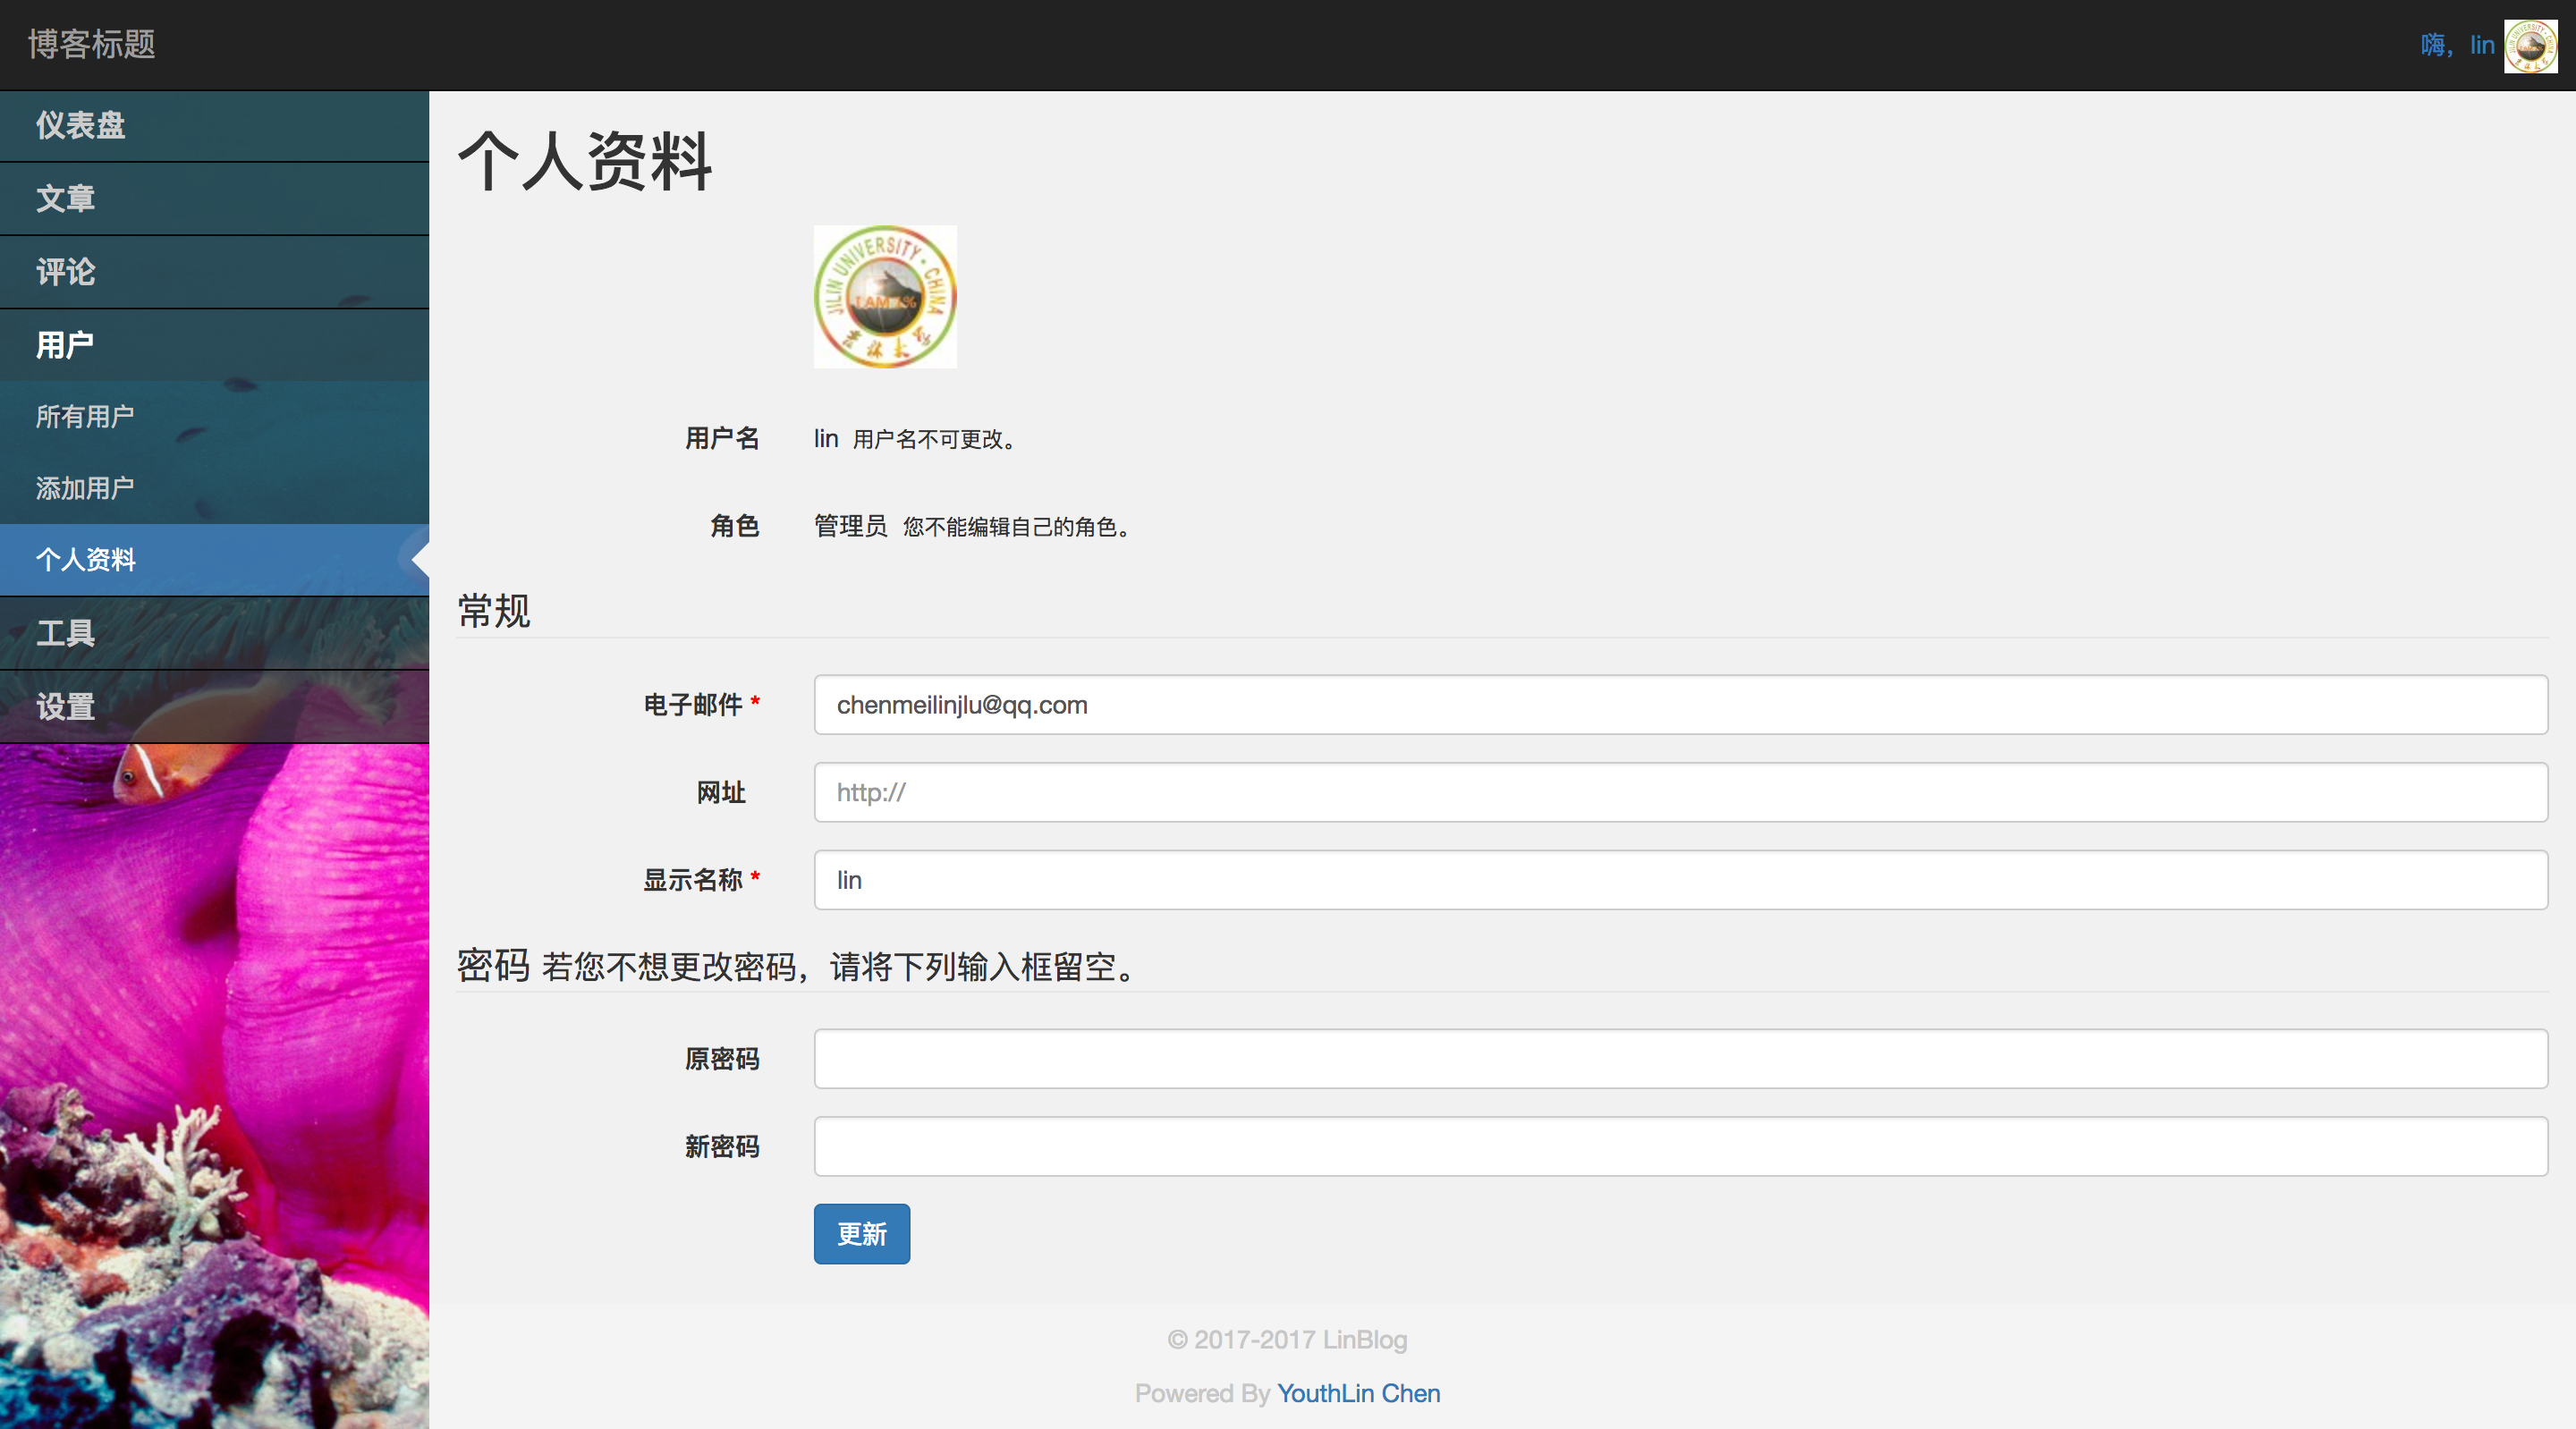 博客标题
嗨，lin
仪表盘
文章
评论
用户
所有用户
添加用户
个人资料
工具
设置
个人资料
JILIN UNIVERSITY · CHINA
I AM 1%
吉林大学
用户名 lin 用户名不可更改。
角色 管理员 您不能编辑自己的角色。
常规
电子邮件 * chenmeilinjlu@qq.com
网址 http://
显示名称 * lin
密码 若您不想更改密码，请将下列输入框留空。
原密码
新密码
更新
© 2017-2017 LinBlog
Powered By YouthLin Chen